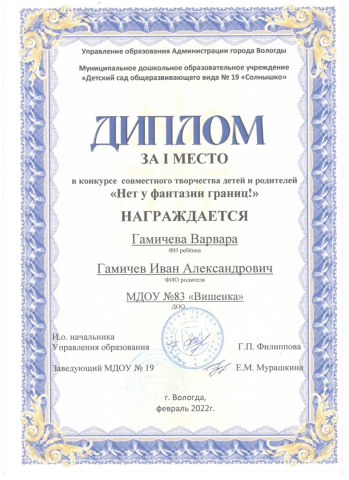 Управление образования Администрации города Вологды
Муниципальное дошкольное образовательное учреждение
«Детский сад общеразвивающего вида № 19 «Солнышко»
ДИПЛОМ
ЗА I МЕСТО
в конкурсе совместного творчества детей и родителей
«Нет у фантазии границ!»
НАГРАЖДАЕТСЯ
Гамичева Варвара
ФИ ребёнка
Гамичев Иван Александрович
ФИО родителя
МДОУ №83 «Вишенка»
ДОО
И.о. начальника
Управления образования Г.П. Филиппова
Заведующий МДОУ № 19 Е.М. Мурашкина
г. Вологда,
февраль 2022г.